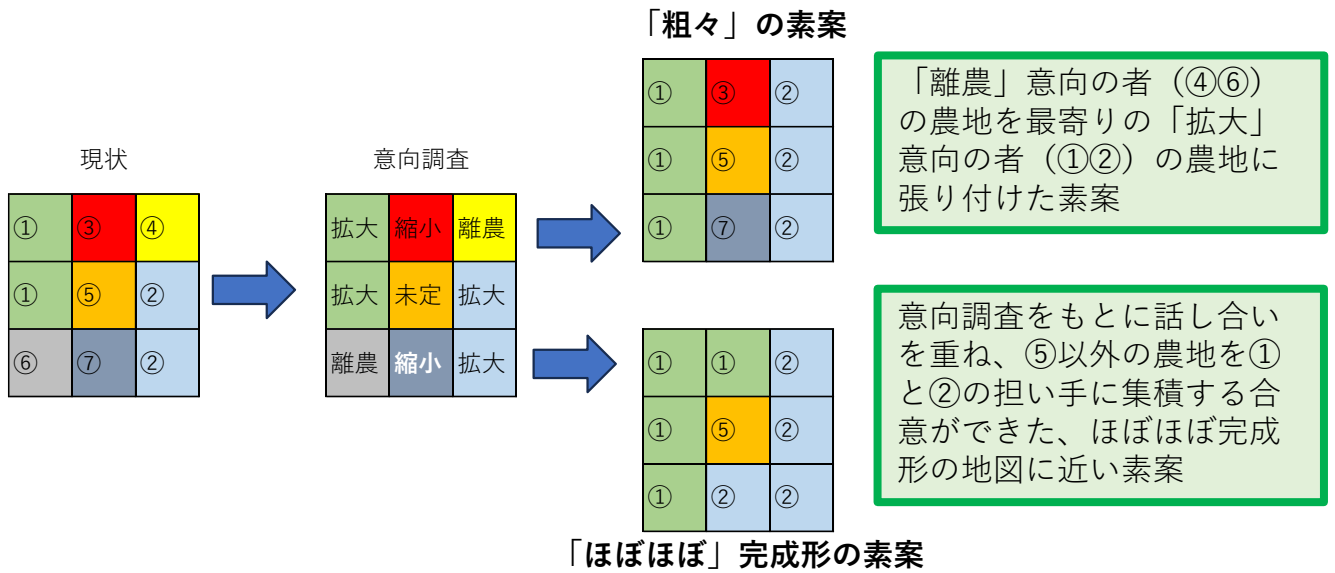 「粗々」の素案
① ③ ②
① ⑤ ②
① ⑦ ②
「離農」意向の者（④⑥）
の農地を最寄りの「拡大」
意向の者（①②）の農地に
張り付けた素案
現状
① ③ ④
① ⑤ ②
⑥ ⑦ ②
意向調査
拡大 縮小 離農
拡大 未定 拡大
離農 縮小 拡大
① ① ②
① ⑤ ②
① ② ②
意向調査をもとに話し合い
を重ね、⑤以外の農地を①
と②の担い手に集積する合
意ができた、ほぼほぼ完成
形の地図に近い素案
「ほぼほぼ」完成形の素案